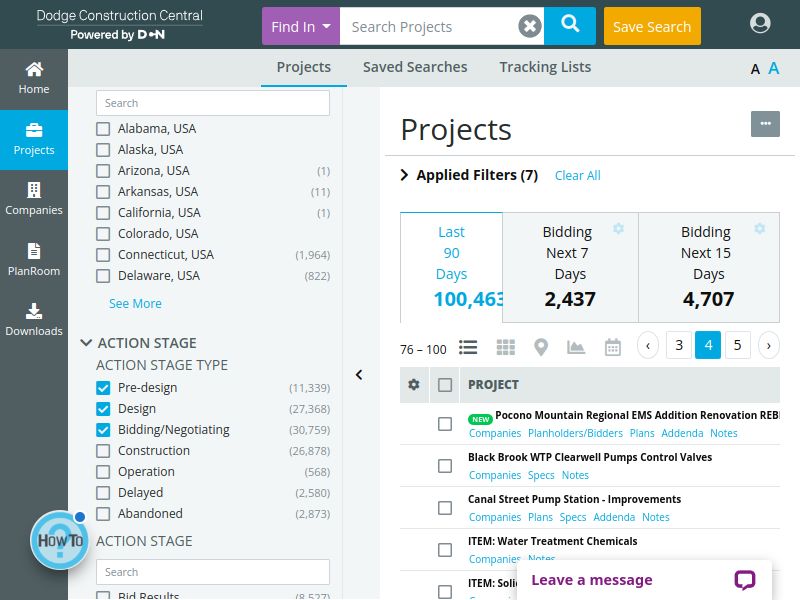 Dodge Construction Central
Powered by D•N
Find In
Search Projects
Save Search
Home
Projects
Companies
PlanRoom
Downloads
Projects
Saved Searches
Tracking Lists
A A
Search
Alabama, USA
Alaska, USA
Arizona, USA (1)
Arkansas, USA (11)
California, USA (1)
Colorado, USA
Connecticut, USA (1,964)
Delaware, USA (822)
See More
ACTION STAGE
ACTION STAGE TYPE
Pre-design (11,339)
Design (27,368)
Bidding/Negotiating (30,759)
Construction (26,878)
Operation (568)
Delayed (2,580)
Abandoned (2,873)
ACTION STAGE
Search
Bid Results (8,527)
HowTo
?
Projects
Applied Filters (7) Clear All
Last
90
Days
100,463
Bidding
Next 7
Days
2,437
Bidding
Next 15
Days
4,707
76 – 100
‹ 3 4 5 ›
PROJECT
NEW Pocono Mountain Regional EMS Addition Renovation REBI
Companies Planholders/Bidders Plans Addenda Notes
Black Brook WTP Clearwell Pumps Control Valves
Companies Specs Notes
Canal Street Pump Station - Improvements
Companies Plans Specs Addenda Notes
ITEM: Water Treatment Chemicals
Companies Notes
ITEM: Soli
Leave a message